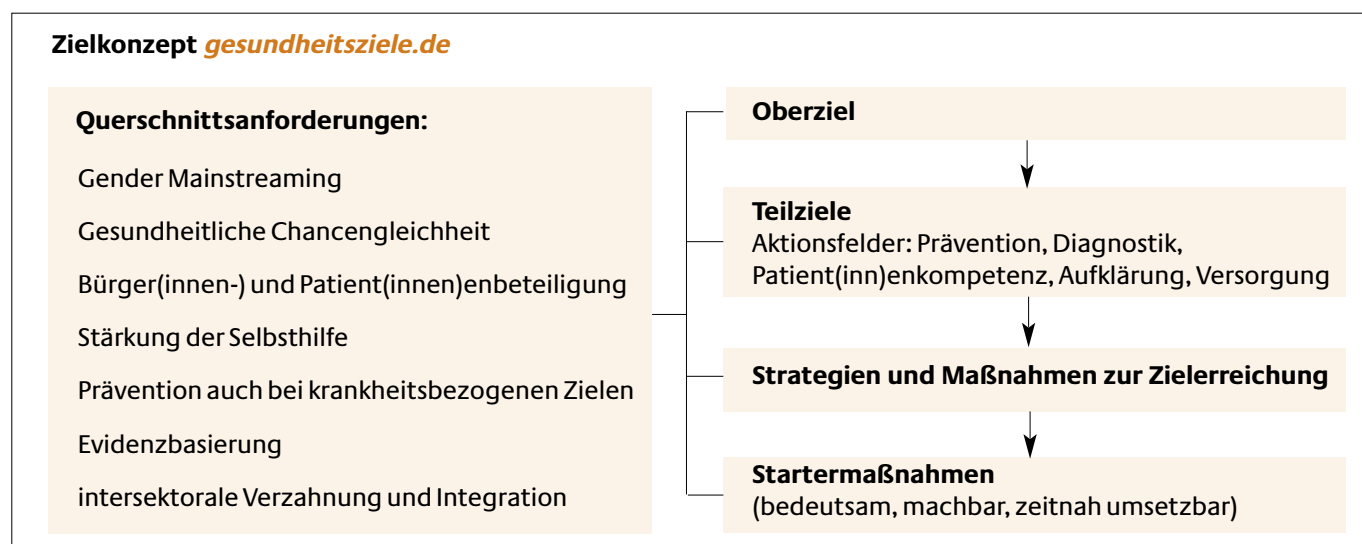 Zielkonzept gesundheitsziele.de
Querschnittsanforderungen:
Gender Mainstreaming
Gesundheitliche Chancengleichheit
Bürger(innen-) und Patient(innen)enbeteiligung
Stärkung der Selbsthilfe
Prävention auch bei krankheitsbezogenen Zielen
Evidenzbasierung
intersektorale Verzahnung und Integration
Oberziel
Teilziele
Aktionsfelder: Prävention, Diagnostik,
Patient(inn)enkompetenz, Aufklärung, Versorgung
Strategien und Maßnahmen zur Zielerreichung
Startermaßnahmen
(bedeutsam, machbar, zeitnah umsetzbar)